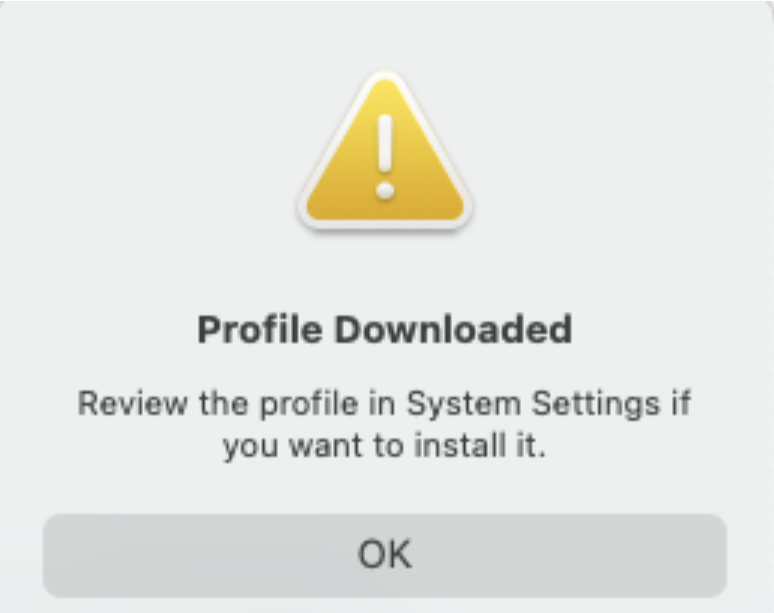 Profile Downloaded
Review the profile in System Settings if
you want to install it.
OK